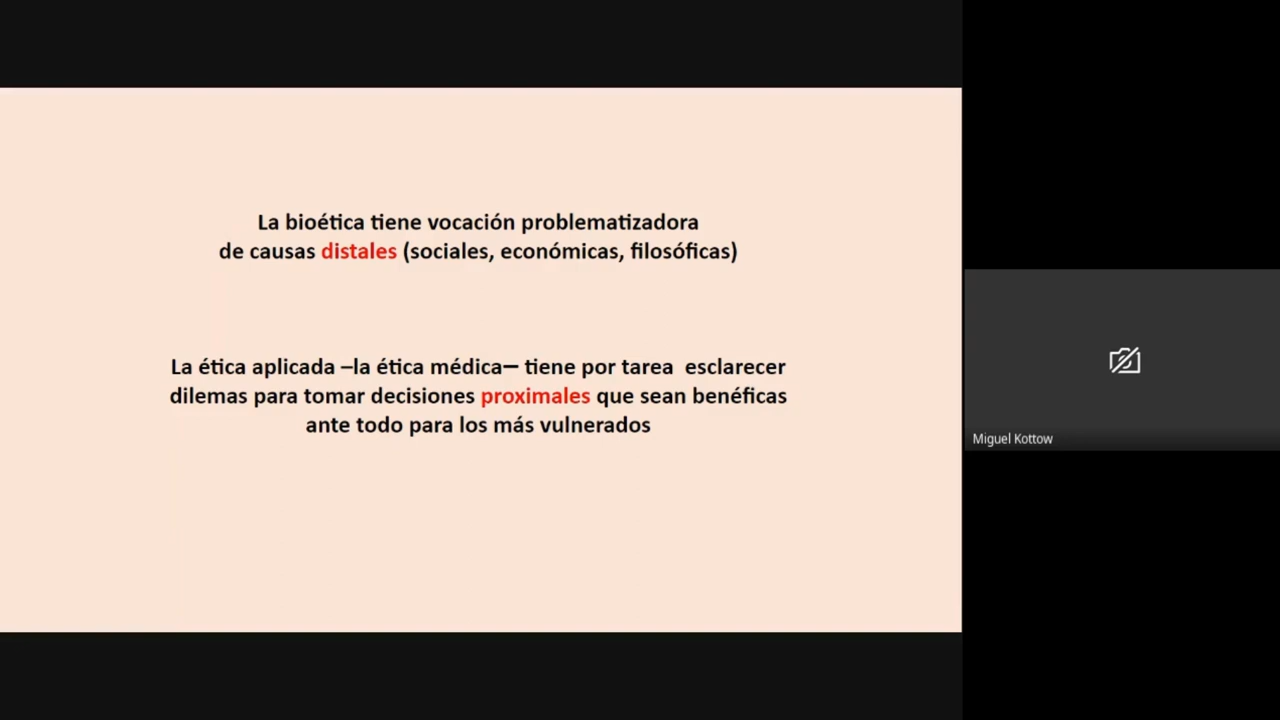 La bioética tiene vocación problematizadora
de causas distales (sociales, económicas, filosóficas)
La ética aplicada –la ética médica– tiene por tarea esclarecer
dilemas para tomar decisiones proximales que sean benéficas
ante todo para los más vulnerados
Miguel Kottow